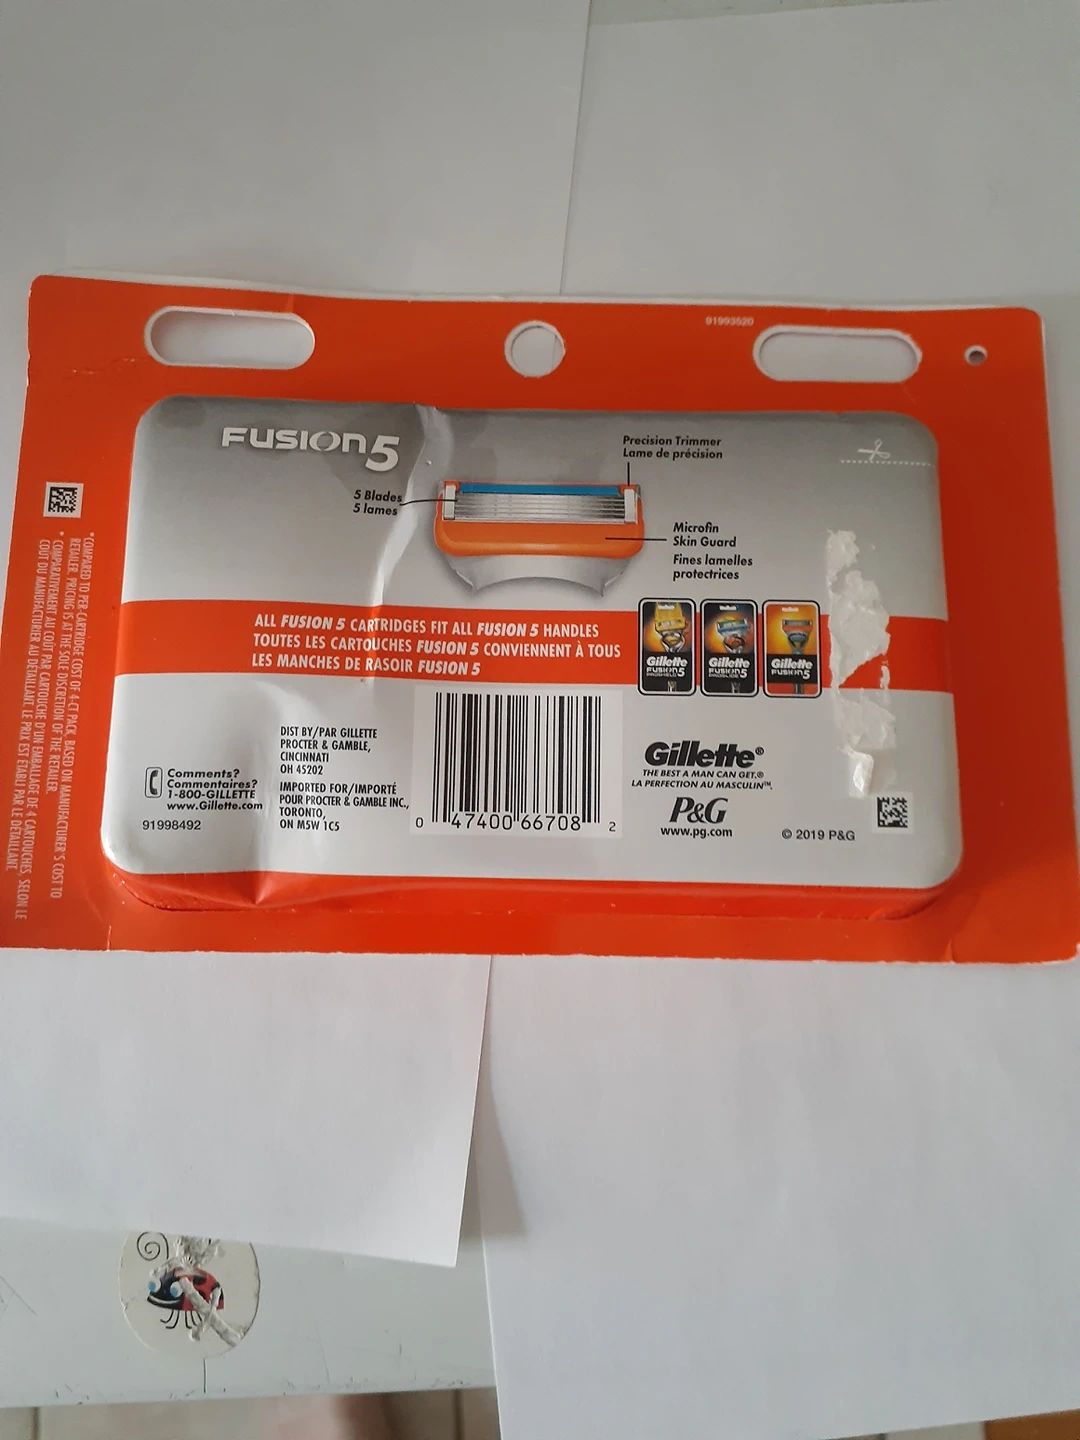 91993520
FUSION5
Precision Trimmer
Lame de précision
5 Blades
5 lames
Microfin
Skin Guard
Fines lamelles
protectrices
ALL FUSION 5 CARTRIDGES FIT ALL FUSION 5 HANDLES
TOUTES LES CARTOUCHES FUSION 5 CONVIENNENT À TOUS
LES MANCHES DE RASOIR FUSION 5
Gillette
FUSION5
PROSHIELD
Gillette
FUSION5
PROGLIDE
Gillette
FUSION5
Comments?
Commentaires?
1-800-GILLETTE
www.Gillette.com
91998492
DIST BY/PAR GILLETTE
PROCTER & GAMBLE,
CINCINNATI
OH 45202
IMPORTED FOR/IMPORTÉ
POUR PROCTER & GAMBLE INC.,
TORONTO,
ON M5W 1C5
0 47400 66708 2
Gillette®
THE BEST A MAN CAN GET.®
LA PERFECTION AU MASCULIN™.
P&G
www.pg.com
© 2019 P&G
*COMPARED TO PER-CARTRIDGE COST OF 4-CT PACK, BASED ON MANUFACTURER'S COST TO
RETAILER. PRICING IS AT THE SOLE DISCRETION OF THE RETAILER.
* COMPARATIVEMENT AU COÛT PAR CARTOUCHE D'UN EMBALLAGE DE 4 CARTOUCHES, SELON LE
COÛT DU MANUFACTURIER AU DÉTAILLANT. LE PRIX EST ÉTABLI PAR LE DÉTAILLANT.